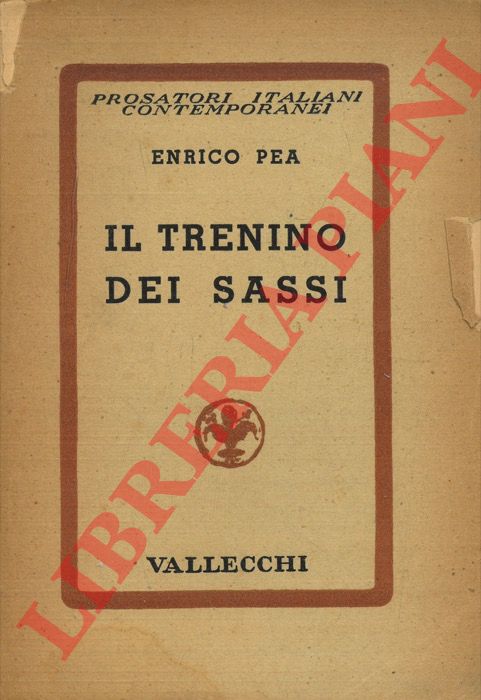 PROSATORI ITALIANI
CONTEMPORANEI
ENRICO PEA
IL TRENINO
DEI SASSI
VALLECCHI
LIBRERIA PIANI